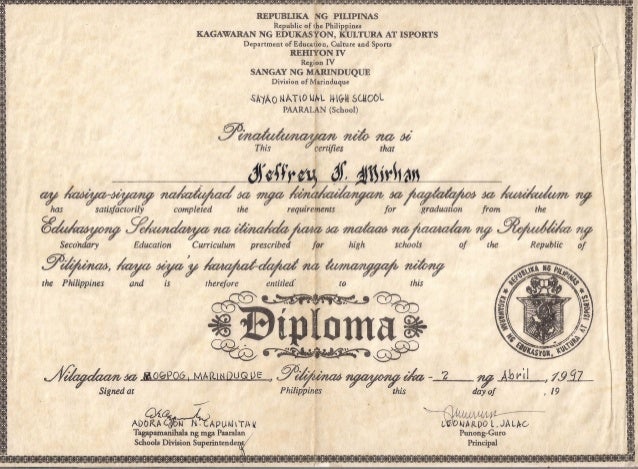 REPUBLIKA NG PILIPINAS
Republic of the Philippines
KAGAWARAN NG EDUKASYON, KULTURA AT ISPORTS
Department of Education, Culture and Sports
REHIYON IV
Region IV
SANGAY NG MARINDUQUE
Division of Marinduque
SAYAO NATIONAL HIGH SCHOOL
PAARALAN (School)
Pinatutunayan nito na si
This certifies that
Jeffrey J. Mirhan
ay kasiya-siyang nakatupad sa mga kinakailangan sa pagtatapos sa kurikulum ng
has satisfactorily completed the requirements for graduation from the
Edukasyong Sekundarya na itinakda para sa mataas na paaralan ng Republika ng
Secondary Education Curriculum prescribed for high schools of the Republic of
Pilipinas, kaya siya'y karapat-dapat na tumanggap nitong
the Philippines and is therefore entitled to this
REPUBLIKA NG PILIPINAS
KAGAWARAN NG EDUKASYON, KULTURA AT ISPORTS
Diploma
Nilagdaan sa MOGPOG, MARINDUQUE, Pilipinas ngayong ika - 2 ng Abril, 1997
Signed at Philippines this day of , 19
ADORACION N. CAPUNITAN
LEONARDO L. JALAC
Tagapamanihala ng mga Paaralan
Punong-Guro
Schools Division Superintendent
Principal